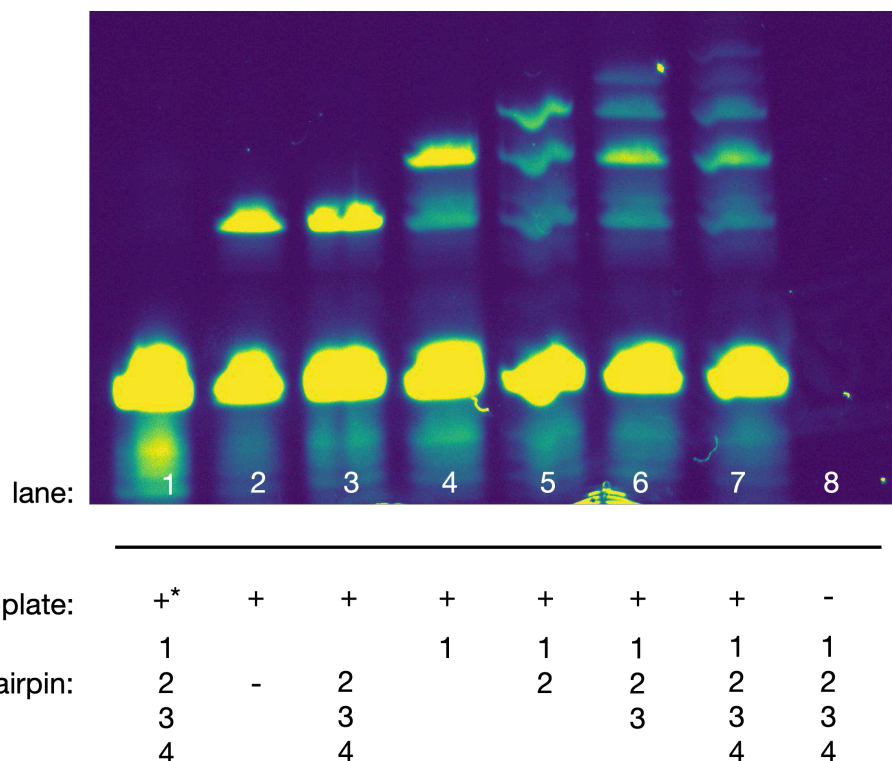 lane: 1 2 3 4 5 6 7 8
plate: +* + + + + + + -
1 1 1 1 1 1
airpin: 2 - 2 2 2 2 2
3 3 3 3 3
4 4 4 4